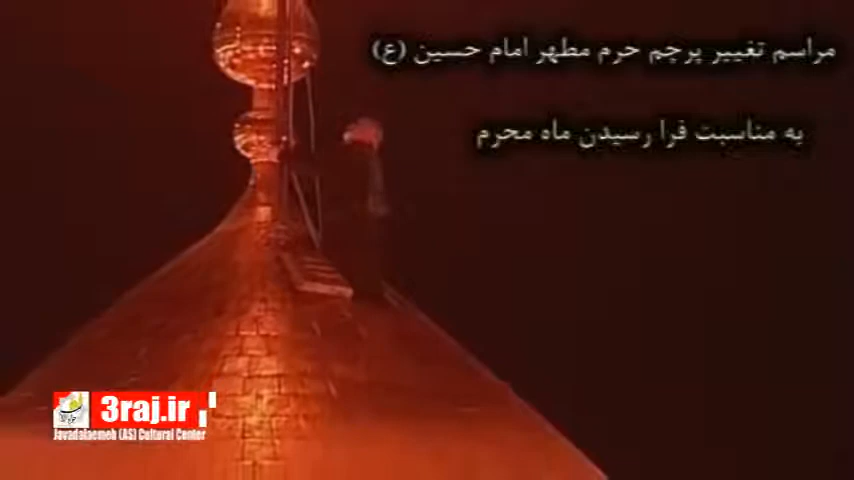 مراسم تغییر پرچم حرم مطهر امام حسین (ع)
به مناسبت فرا رسیدن ماه محرم
3raj.ir
Javadalaemeh (AS) Cultural Center